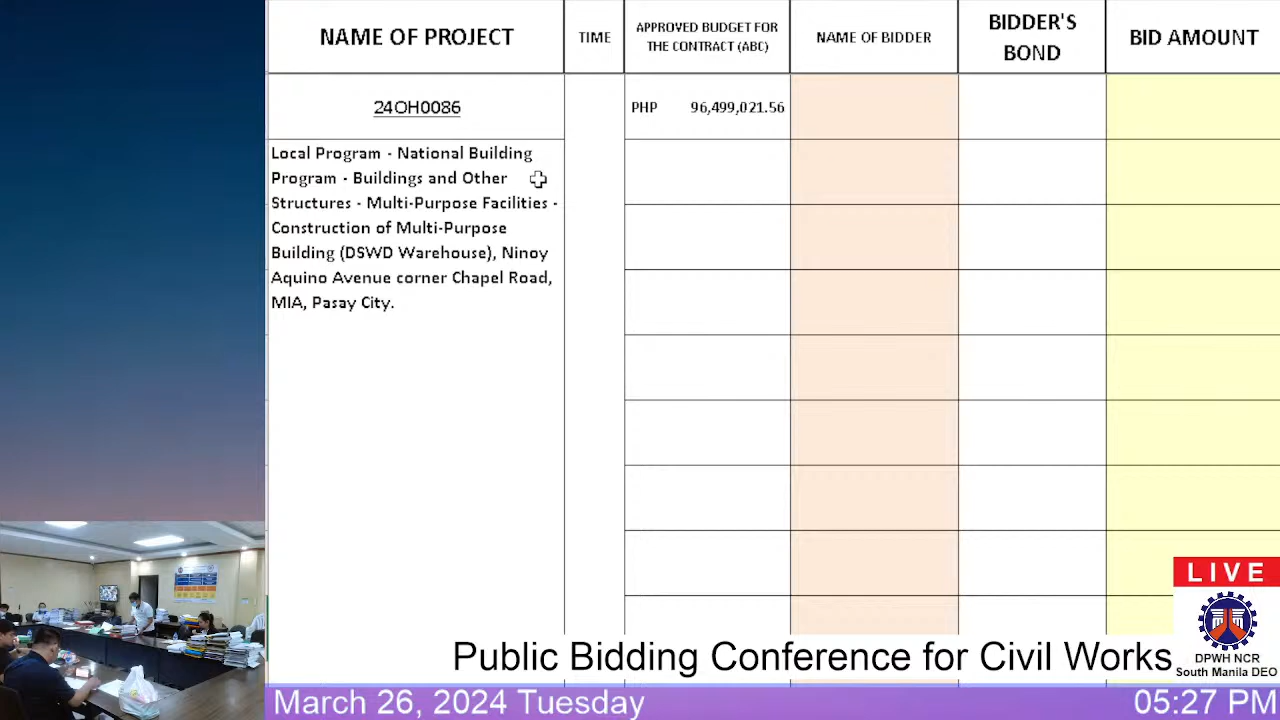 NAME OF PROJECT
TIME
APPROVED BUDGET FOR
THE CONTRACT (ABC)
NAME OF BIDDER
BIDDER'S
BOND
BID AMOUNT
24OH0086
PHP 96,499,021.56
Local Program - National Building
Program - Buildings and Other
Structures - Multi-Purpose Facilities -
Construction of Multi-Purpose
Building (DSWD Warehouse), Ninoy
Aquino Avenue corner Chapel Road,
MIA, Pasay City.
LIVE
DPWH NCR
South Manila DEO
Public Bidding Conference for Civil Works
March 26, 2024 Tuesday
05:27 PM